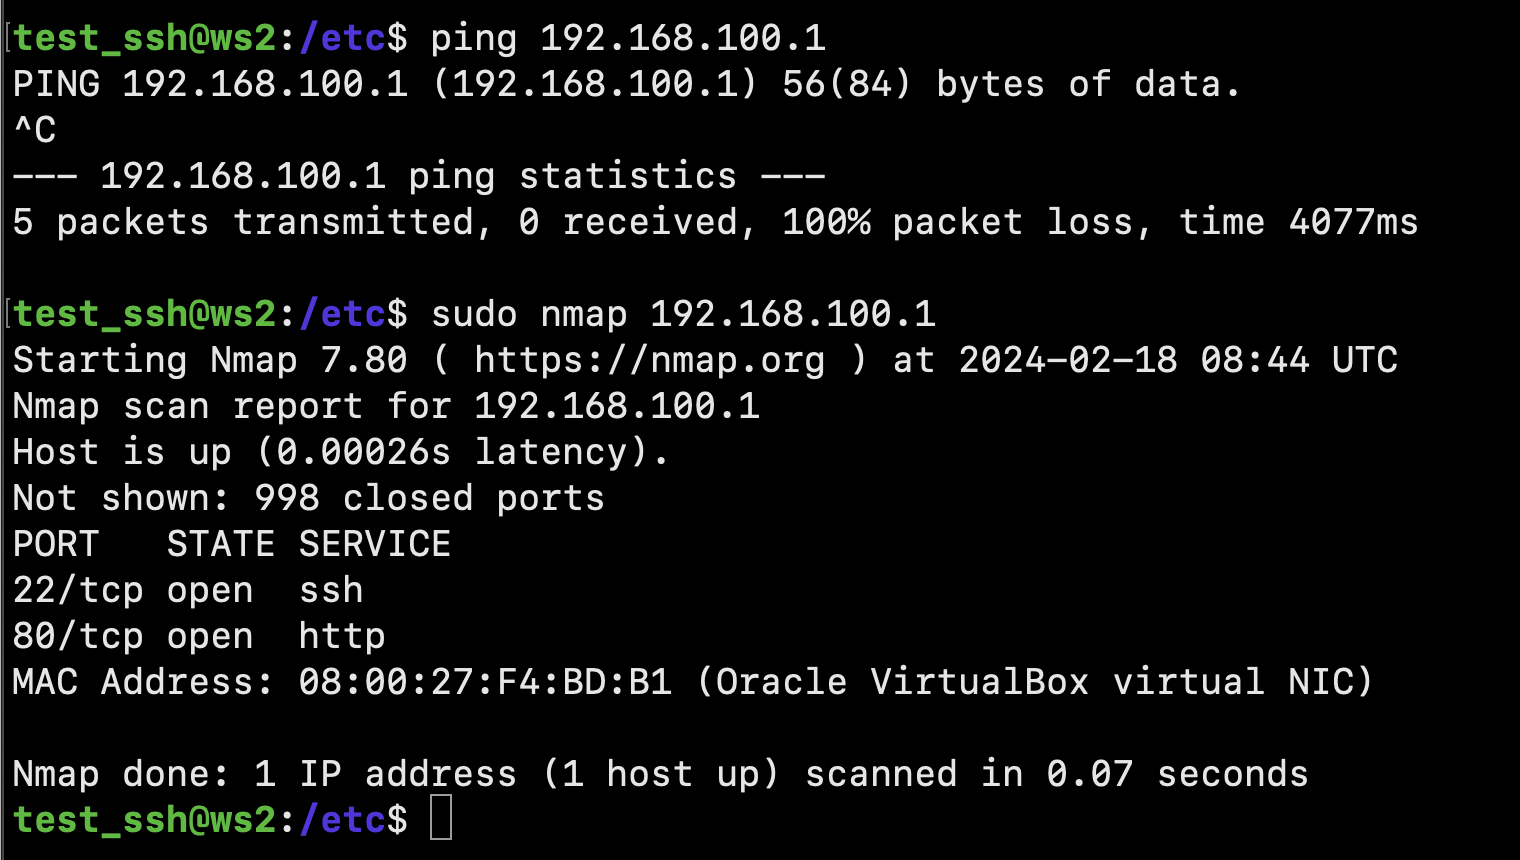 [test_ssh@ws2:/etc$ ping 192.168.100.1
PING 192.168.100.1 (192.168.100.1) 56(84) bytes of data.
^C
--- 192.168.100.1 ping statistics ---
5 packets transmitted, 0 received, 100% packet loss, time 4077ms

[test_ssh@ws2:/etc$ sudo nmap 192.168.100.1
Starting Nmap 7.80 ( https://nmap.org ) at 2024-02-18 08:44 UTC
Nmap scan report for 192.168.100.1
Host is up (0.00026s latency).
Not shown: 998 closed ports
PORT   STATE SERVICE
22/tcp open  ssh
80/tcp open  http
MAC Address: 08:00:27:F4:BD:B1 (Oracle VirtualBox virtual NIC)

Nmap done: 1 IP address (1 host up) scanned in 0.07 seconds
test_ssh@ws2:/etc$